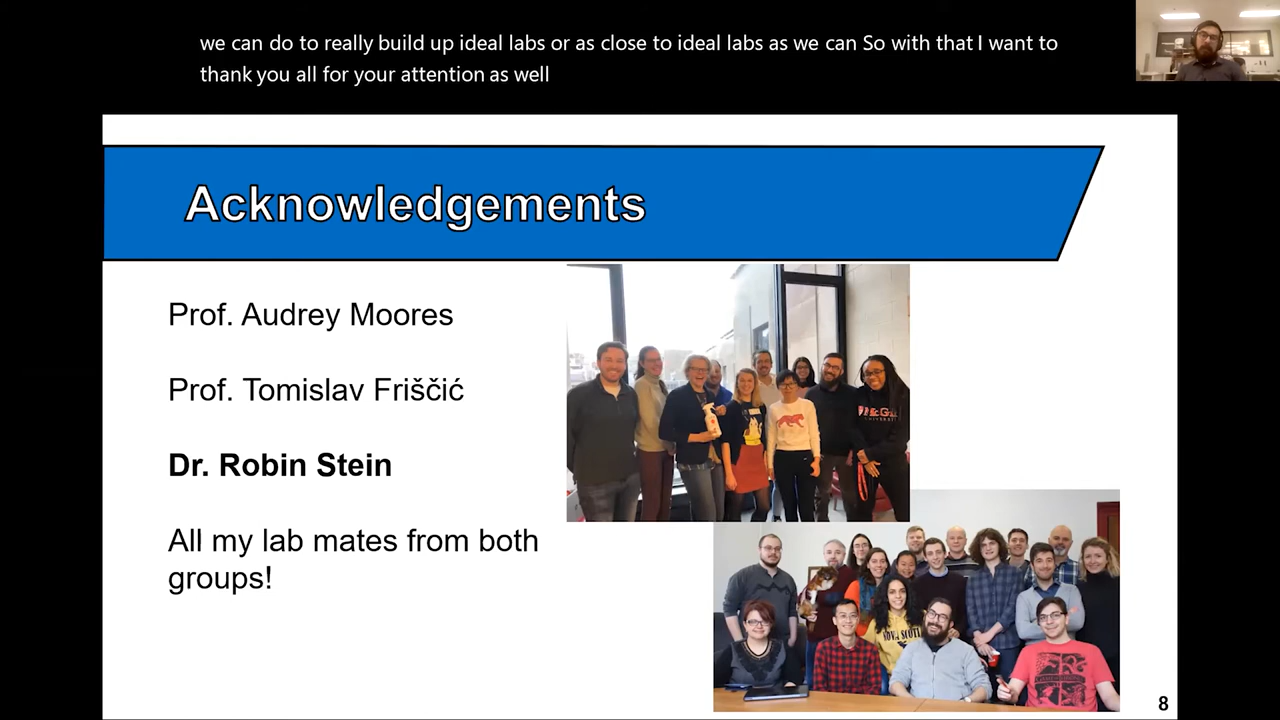 we can do to really build up ideal labs or as close to ideal labs as we can So with that I want to
thank you all for your attention as well
Acknowledgements
Prof. Audrey Moores
Prof. Tomislav Friščić
Dr. Robin Stein
All my lab mates from both
groups!
NOVA SCOTI
8